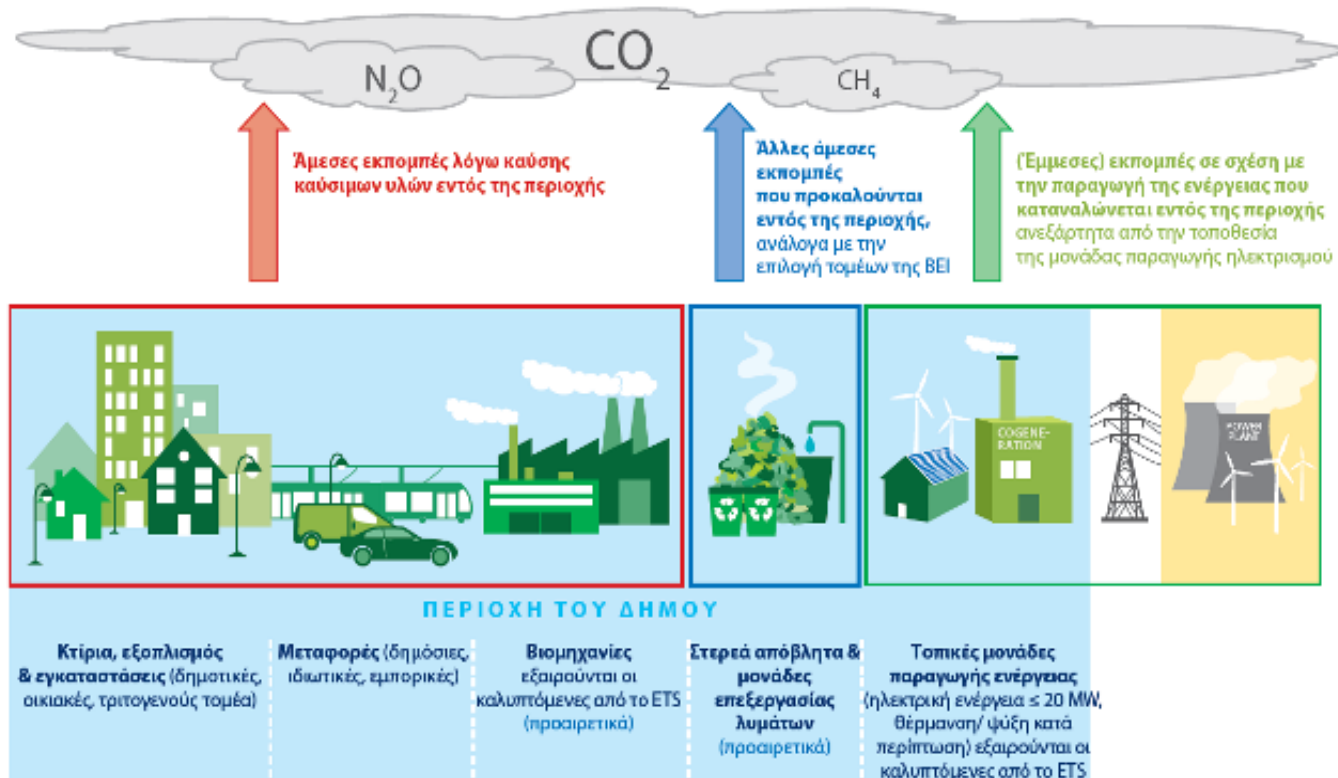 CO₂
N₂O
CH₄
Άμεσες εκπομπές λόγω καύσης
καύσιμων υλών εντός της περιοχής
Άλλες άμεσες
εκπομπές
που προκαλούνται
εντός της περιοχής,
ανάλογα με την
επιλογή τομέων της BEI
(Έμμεσες) εκπομπές σε σχέση με
την παραγωγή της ενέργειας που
καταναλώνεται εντός της περιοχής
ανεξάρτητα από την τοποθεσία
της μονάδας παραγωγής ηλεκτρισμού
COGENE-
RATION
POWER
PLANT
ΠΕΡΙΟΧΗ ΤΟΥ ΔΗΜΟΥ
Κτίρια, εξοπλισμός
& εγκαταστάσεις (δημοτικές,
οικιακές, τριτογενούς τομέα)
Μεταφορές (δημόσιες,
ιδιωτικές, εμπορικές)
Βιομηχανίες
εξαιρούνται οι
καλυπτόμενες από το ETS
(προαιρετικά)
Στερεά απόβλητα &
μονάδες
επεξεργασίας
λυμάτων
(προαιρετικά)
Τοπικές μονάδες
παραγωγής ενέργειας
(ηλεκτρική ενέργεια ≤ 20 MW,
θέρμανση/ ψύξη κατά
περίπτωση) εξαιρούνται οι
καλυπτόμενες από το ETS